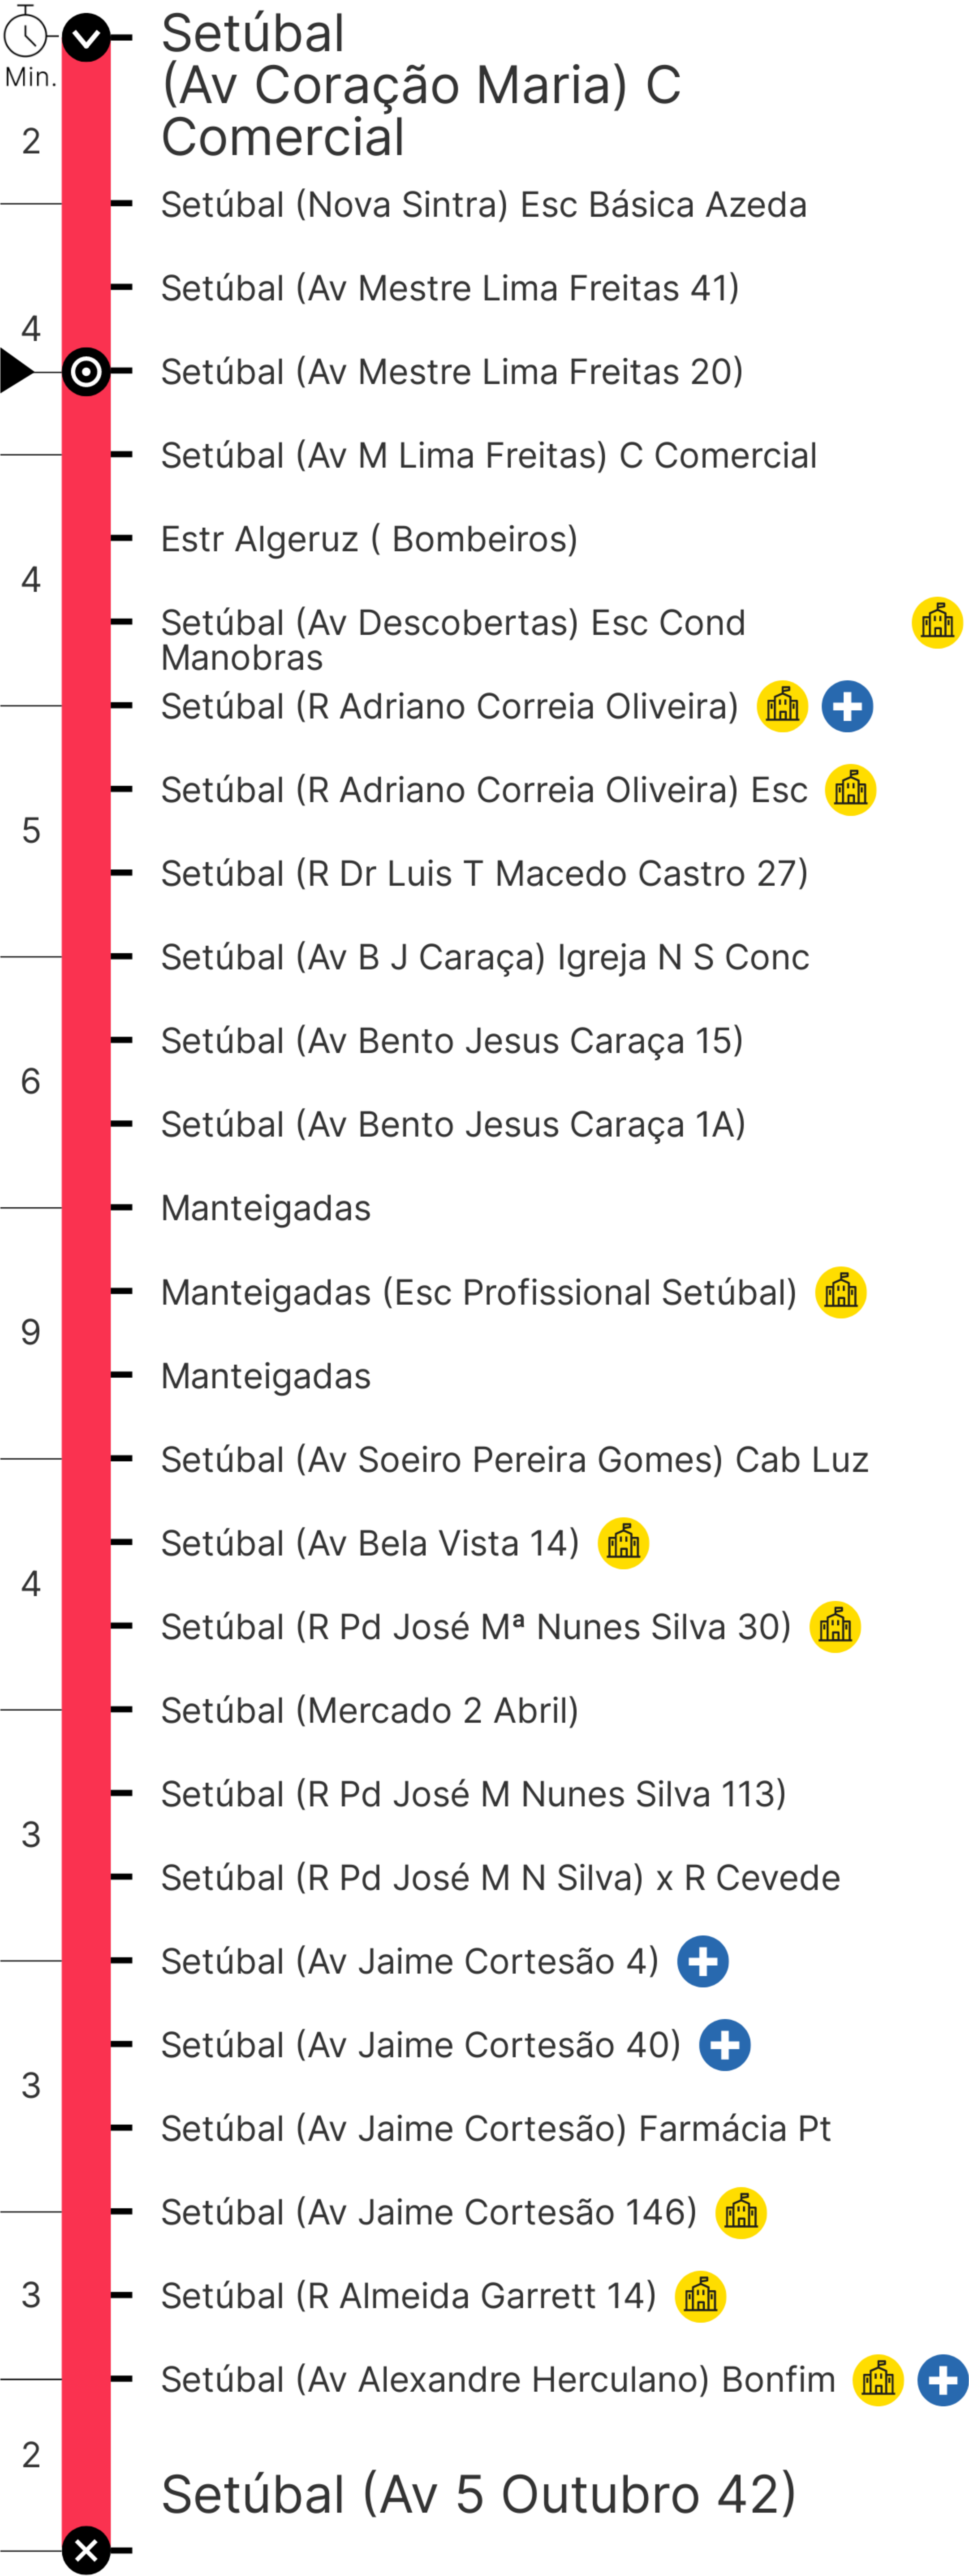 Min.
Setúbal
(Av Coração Maria) C
Comercial
2
Setúbal (Nova Sintra) Esc Básica Azeda
Setúbal (Av Mestre Lima Freitas 41)
4
Setúbal (Av Mestre Lima Freitas 20)
Setúbal (Av M Lima Freitas) C Comercial
Estr Algeruz ( Bombeiros)
4
Setúbal (Av Descobertas) Esc Cond
Manobras
Setúbal (R Adriano Correia Oliveira)
Setúbal (R Adriano Correia Oliveira) Esc
5
Setúbal (R Dr Luis T Macedo Castro 27)
Setúbal (Av B J Caraça) Igreja N S Conc
Setúbal (Av Bento Jesus Caraça 15)
6
Setúbal (Av Bento Jesus Caraça 1A)
Manteigadas
Manteigadas (Esc Profissional Setúbal)
9
Manteigadas
Setúbal (Av Soeiro Pereira Gomes) Cab Luz
Setúbal (Av Bela Vista 14)
4
Setúbal (R Pd José Mª Nunes Silva 30)
Setúbal (Mercado 2 Abril)
Setúbal (R Pd José M Nunes Silva 113)
3
Setúbal (R Pd José M N Silva) x R Cevede
Setúbal (Av Jaime Cortesão 4)
Setúbal (Av Jaime Cortesão 40)
3
Setúbal (Av Jaime Cortesão) Farmácia Pt
Setúbal (Av Jaime Cortesão 146)
3
Setúbal (R Almeida Garrett 14)
Setúbal (Av Alexandre Herculano) Bonfim
2
Setúbal (Av 5 Outubro 42)